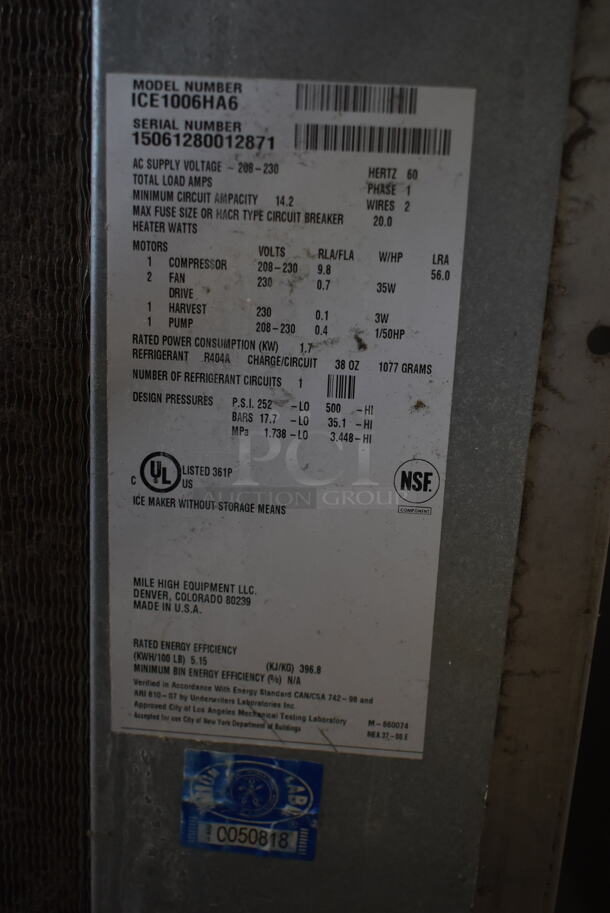 MODEL NUMBER
ICE1006HA6
SERIAL NUMBER
15061280012871
AC SUPPLY VOLTAGE - 208-230 HERTZ 60
TOTAL LOAD AMPS PHASE 1
MINIMUM CIRCUIT AMPACITY 14.2 WIRES 2
MAX FUSE SIZE OR HACR TYPE CIRCUIT BREAKER 20.0
HEATER WATTS
MOTORS VOLTS RLA/FLA W/HP LRA
1 COMPRESSOR 208-230 9.8 56.0
2 FAN 230 0.7 35W
DRIVE
1 HARVEST 230 0.1 3W
1 PUMP 208-230 0.4 1/50HP
RATED POWER CONSUMPTION (KW) 1.7
REFRIGERANT R404A CHARGE/CIRCUIT 38 OZ 1077 GRAMS
NUMBER OF REFRIGERANT CIRCUITS 1
DESIGN PRESSURES P.S.I. 252 -LO 500 -HI
BARS 17.7 -LO 35.1 -HI
MPa 1.738-LO 3.448-HI
C UL US LISTED 361P
NSF.
COMPONENT
PCI
AUCTION GROUP
ICE MAKER WITHOUT STORAGE MEANS
MILE HIGH EQUIPMENT LLC.
DENVER, COLORADO 80239
MADE IN U.S.A.
RATED ENERGY EFFICIENCY
(KWH/100 LB) 5.15 (KJ/KG) 396.8
MINIMUM BIN ENERGY EFFICIENCY (%) N/A
Verified in Accordance With Energy Standard CAN/CSA 742-98 and
ARI 810-07 by Underwriters Laboratories Inc.
Approved City of Los Angeles Mechanical Testing Laboratory M-860074
Accepted for use City of New York Department of Buildings MEA 37-00 E
0050818